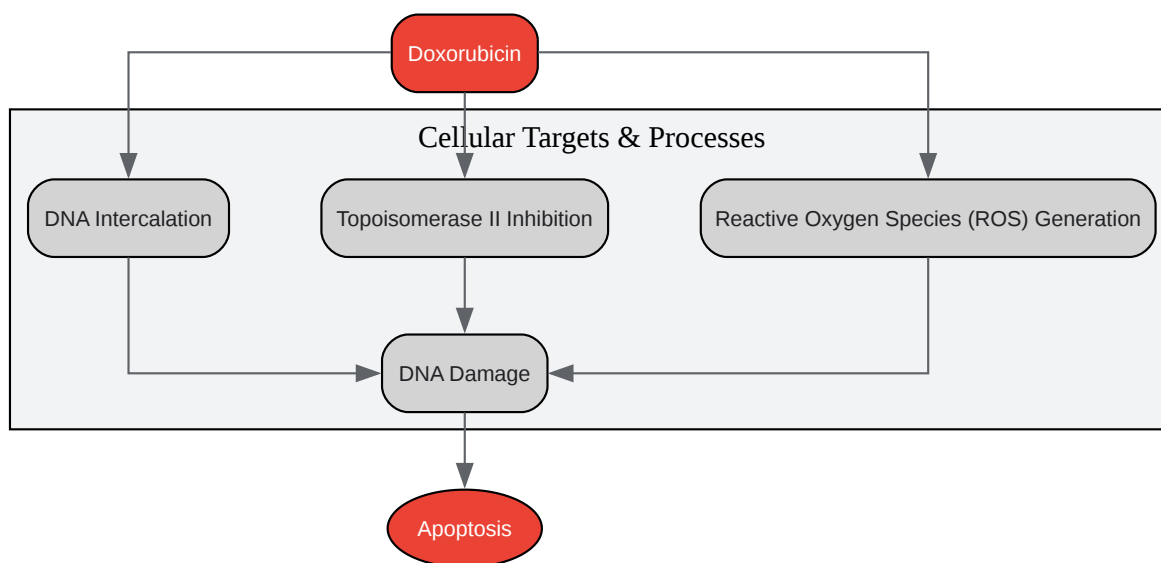 Doxorubicin
Cellular Targets & Processes
DNA Intercalation
Topoisomerase II Inhibition
Reactive Oxygen Species (ROS) Generation
DNA Damage
Apoptosis